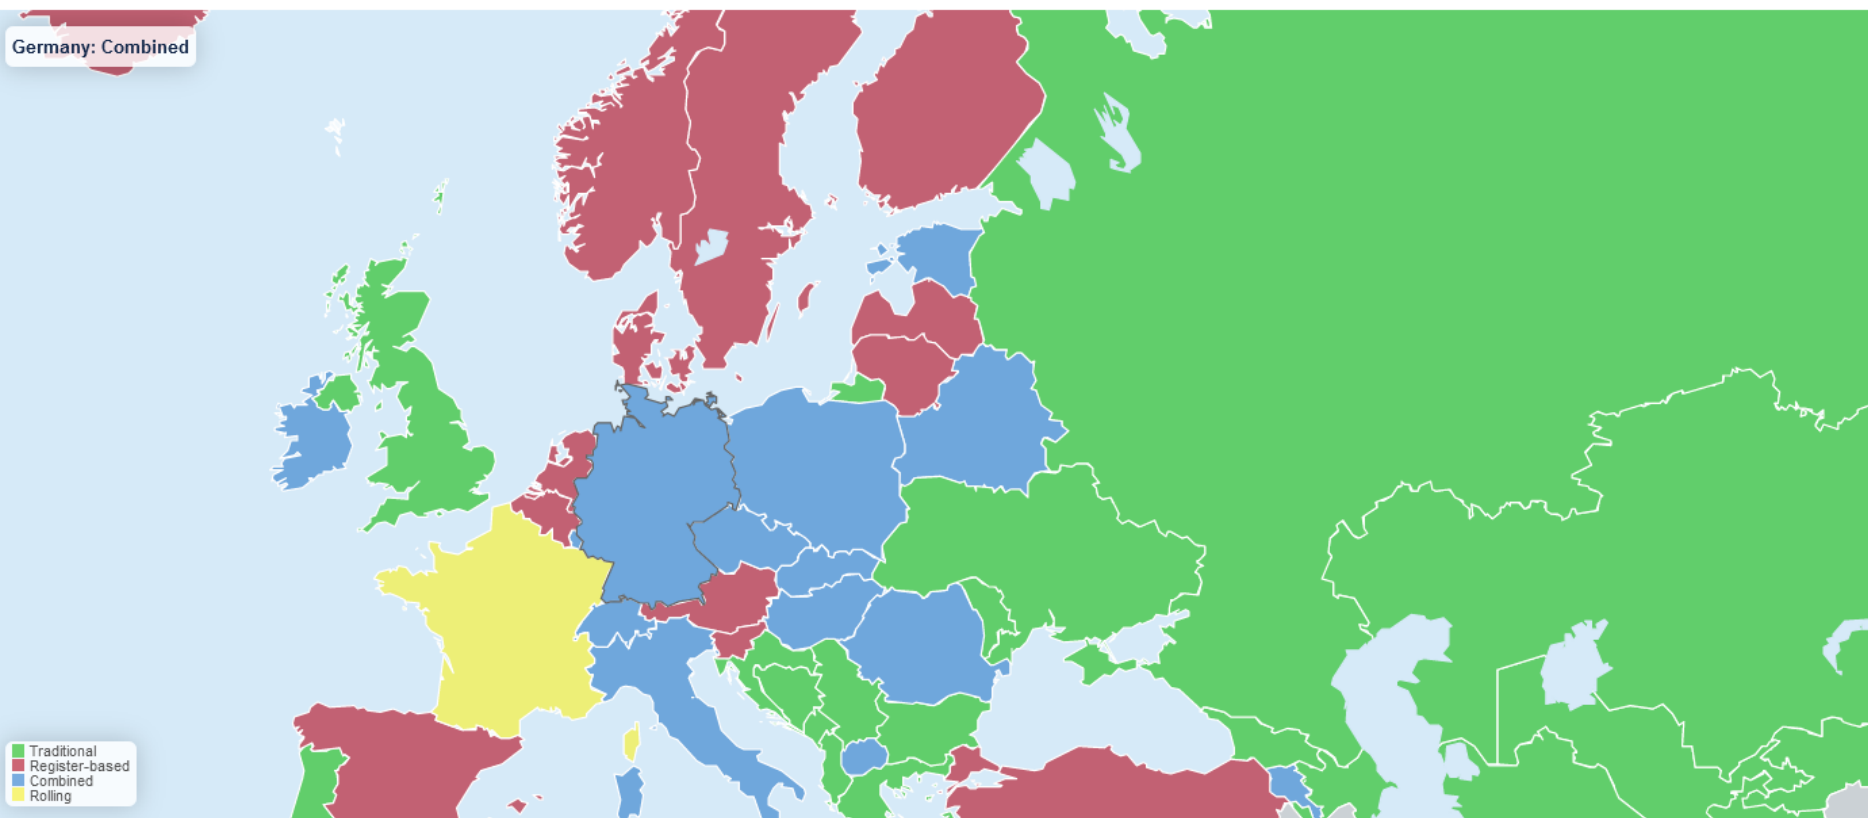 Germany: Combined
Traditional
Register-based
Combined
Rolling